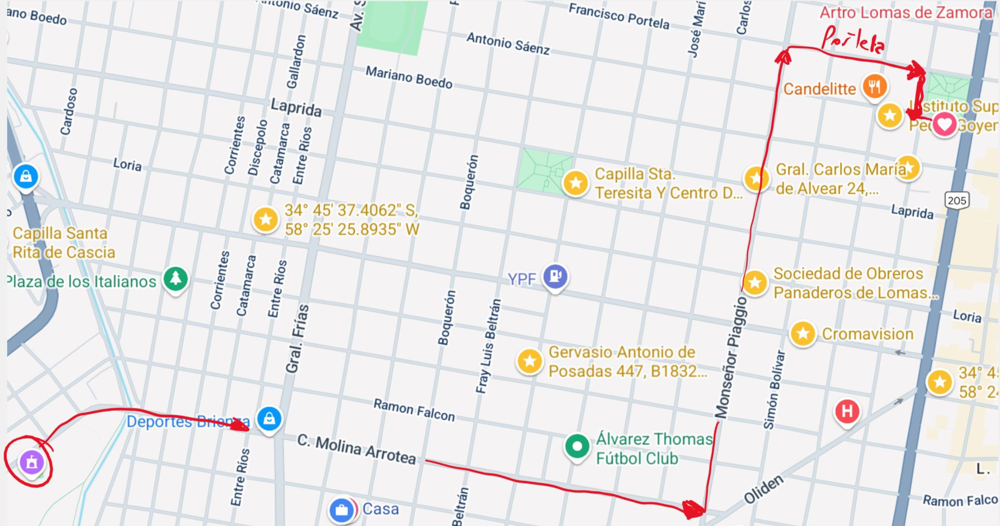 Antonio Sáenz
Francisco Portela
Artro Lomas de Zamora
ano Boedo
Av. S
José Marí
Carlos
Antonio Sáenz
Gallardon
Mariano Boedo
Candelitte
Cardoso
Laprida
Instituto Sup
Goyer
Corrientes
Discepolo
Catamarca
Entre Ríos
Loria
Boquerón
Capilla Sta.
Teresita Y Centro D...
Gral. Carlos María
de Alvear 24,...
205
Laprida
34° 45' 37.4062" S,
58° 25' 25.8935" W
Capilla Santa
Rita de Cascia
Plaza de los Italianos
Corrientes
Catamarca
Entre Ríos
YPF
Sociedad de Obreros
Panaderos de Lomas...
Boquerón
Fray Luis Beltrán
Gral. Frías
Monseñor Piaggio
Loria
Cromavision
Gervasio Antonio de
Posadas 447, B1832...
Simón Bolívar
34° 4
58° 24
Ramon Falcon
H
Deportes Brienza
C. Molina Arrotea
Álvarez Thomas
Fútbol Club
Entre Ríos
L.
Oliden
Ramon Falco
Beltrán
Casa